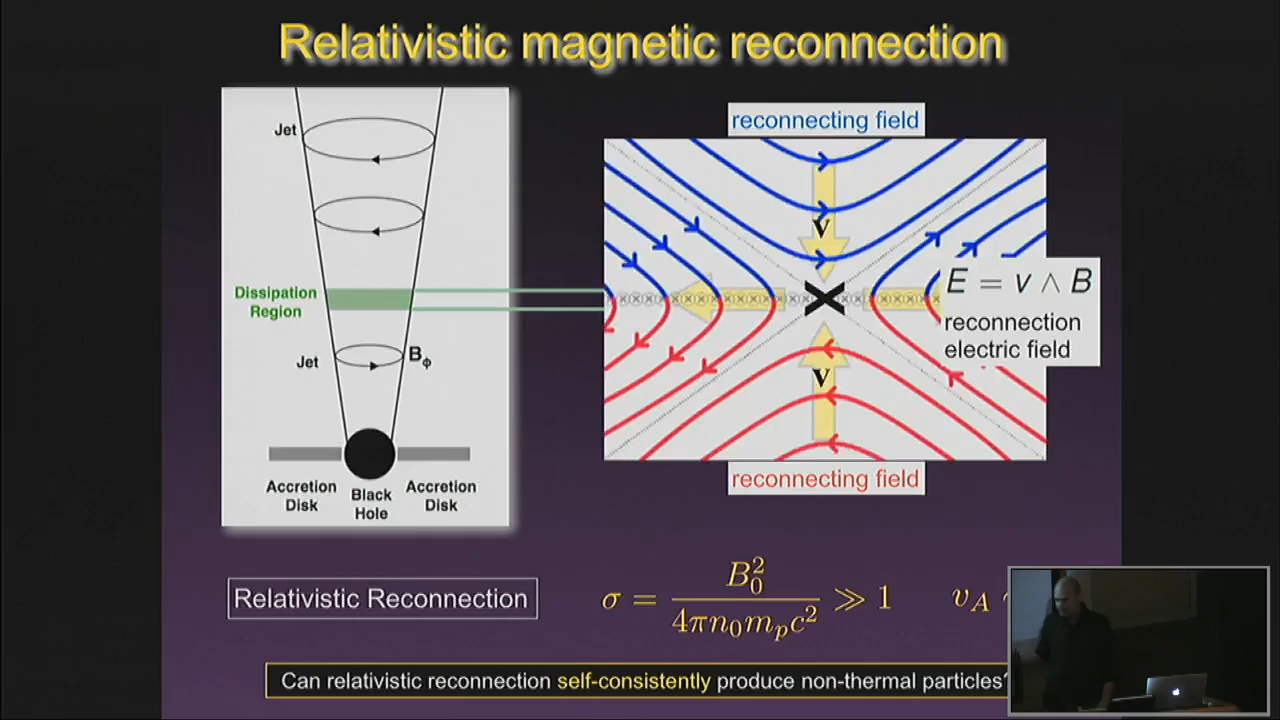 Relativistic magnetic reconnection
Jet
Dissipation
Region
Jet
Bϕ
Accretion
Disk
Black
Hole
Accretion
Disk
reconnecting field
v
E = v ∧ B
reconnection
electric field
v
reconnecting field
Relativistic Reconnection
σ = B₀² / 4πn₀mₚc² ≫ 1
v_A ~
Can relativistic reconnection self-consistently produce non-thermal particles?